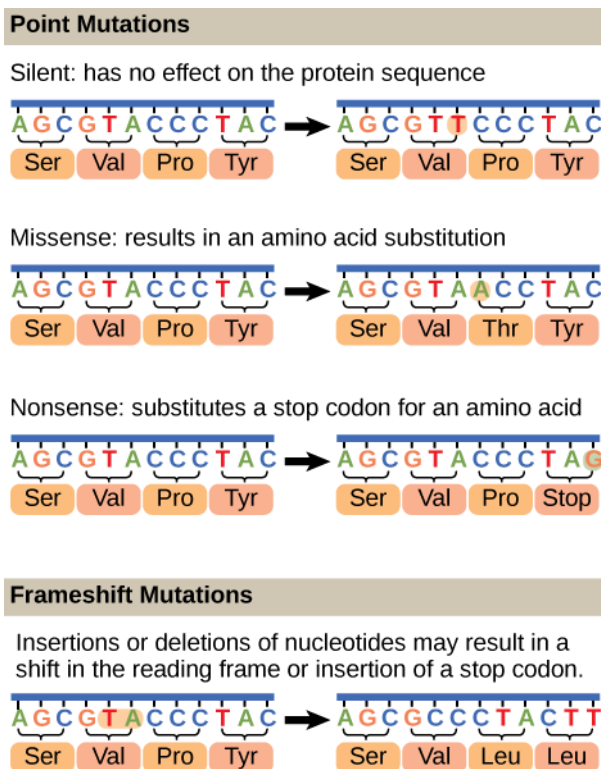 Point Mutations
Silent: has no effect on the protein sequence
AGCGTACCCTAC AGCGTTCCCTAC
Ser Val Pro Tyr Ser Val Pro Tyr
Missense: results in an amino acid substitution
AGCGTACCCTAC AGCGTAACCTAC
Ser Val Pro Tyr Ser Val Thr Tyr
Nonsense: substitutes a stop codon for an amino acid
AGCGTACCCTAC AGCGTACCCTAG
Ser Val Pro Tyr Ser Val Pro Stop
Frameshift Mutations
Insertions or deletions of nucleotides may result in a
shift in the reading frame or insertion of a stop codon.
AGCGTACCCTAC AGCGCCCTACTT
Ser Val Pro Tyr Ser Val Leu Leu